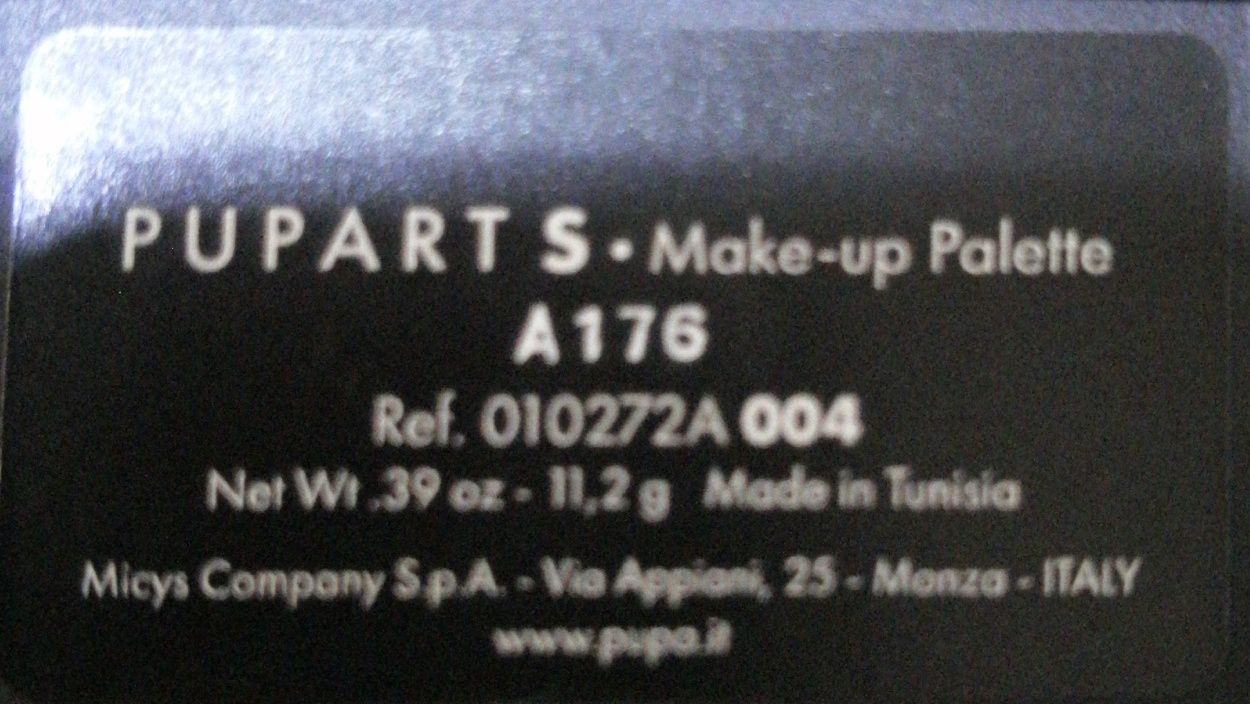 PUPART S • Make-up Palette
A176
Ref. 010272A 004
Net Wt .39 oz - 11,2 g Made in Tunisia
Micys Company S.p.A. - Via Appiani, 25 - Monza - ITALY
www.pupa.it